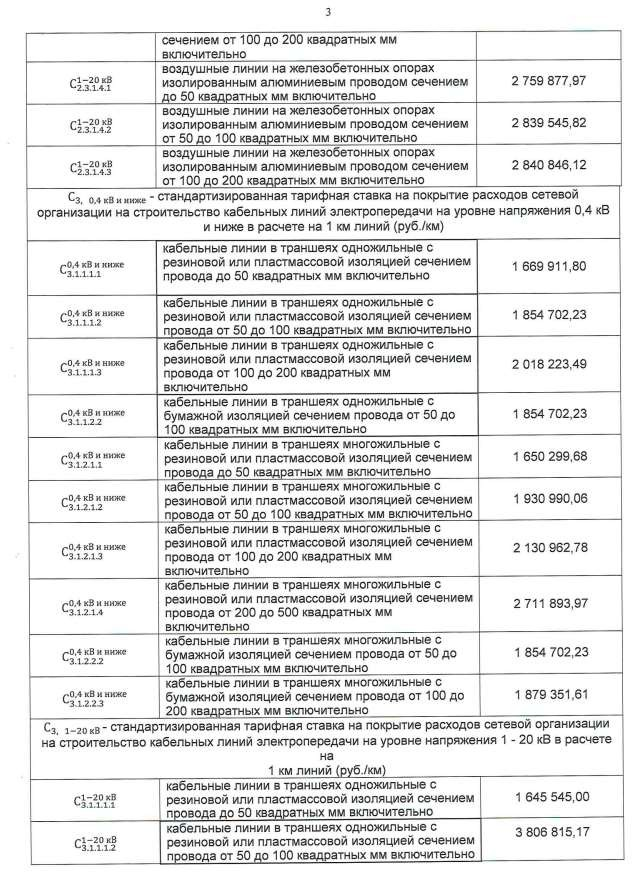 3
сечением от 100 до 200 квадратных мм
включительно
С 1−20 кВ 2.3.1.4.1
воздушные линии на железобетонных опорах
изолированным алюминиевым проводом сечением
до 50 квадратных мм включительно
2 759 877,97
С 1−20 кВ 2.3.1.4.2
воздушные линии на железобетонных опорах
изолированным алюминиевым проводом сечением
от 50 до 100 квадратных мм включительно
2 839 545,82
С 1−20 кВ 2.3.1.4.3
воздушные линии на железобетонных опорах
изолированным алюминиевым проводом сечением
от 100 до 200 квадратных мм включительно
2 840 846,12
С3, 0,4 кВ и ниже - стандартизированная тарифная ставка на покрытие расходов сетевой
организации на строительство кабельных линий электропередачи на уровне напряжения 0,4 кВ
и ниже в расчете на 1 км линий (руб./км)
С 0,4 кВ и ниже 3.1.1.1.1
кабельные линии в траншеях одножильные с
резиновой или пластмассовой изоляцией сечением
провода до 50 квадратных мм включительно
1 669 911,80
С 0,4 кВ и ниже 3.1.1.1.2
кабельные линии в траншеях одножильные с
резиновой или пластмассовой изоляцией сечением
провода от 50 до 100 квадратных мм включительно
1 854 702,23
С 0,4 кВ и ниже 3.1.1.1.3
кабельные линии в траншеях одножильные с
резиновой или пластмассовой изоляцией сечением
провода от 100 до 200 квадратных мм
включительно
2 018 223,49
С 0,4 кВ и ниже 3.1.1.2.2
кабельные линии в траншеях одножильные с
бумажной изоляцией сечением провода от 50 до
100 квадратных мм включительно
1 854 702,23
С 0,4 кВ и ниже 3.1.2.1.1
кабельные линии в траншеях многожильные с
резиновой или пластмассовой изоляцией сечением
провода до 50 квадратных мм включительно
1 650 299,68
С 0,4 кВ и ниже 3.1.2.1.2
кабельные линии в траншеях многожильные с
резиновой или пластмассовой изоляцией сечением
провода от 50 до 100 квадратных мм включительно
1 930 990,06
С 0,4 кВ и ниже 3.1.2.1.3
кабельные линии в траншеях многожильные с
резиновой или пластмассовой изоляцией сечением
провода от 100 до 200 квадратных мм
включительно
2 130 962,78
С 0,4 кВ и ниже 3.1.2.1.4
кабельные линии в траншеях многожильные с
резиновой или пластмассовой изоляцией сечением
провода от 200 до 500 квадратных мм
включительно
2 711 893,97
С 0,4 кВ и ниже 3.1.2.2.2
кабельные линии в траншеях многожильные с
бумажной изоляцией сечением провода от 50 до
100 квадратных мм включительно
1 854 702,23
С 0,4 кВ и ниже 3.1.2.2.3
кабельные линии в траншеях многожильные с
бумажной изоляцией сечением провода от 100 до
200 квадратных мм включительно
1 879 351,61
С3, 1−20 кВ - стандартизированная тарифная ставка на покрытие расходов сетевой организации
на строительство кабельных линий электропередачи на уровне напряжения 1 - 20 кВ в расчете
на
1 км линий (руб./км)
С 1−20 кВ 3.1.1.1.1
кабельные линии в траншеях одножильные с
резиновой или пластмассовой изоляцией сечением
провода до 50 квадратных мм включительно
1 645 545,00
С 1−20 кВ 3.1.1.1.2
кабельные линии в траншеях одножильные с
резиновой или пластмассовой изоляцией сечением
провода от 50 до 100 квадратных мм включительно
3 806 815,17